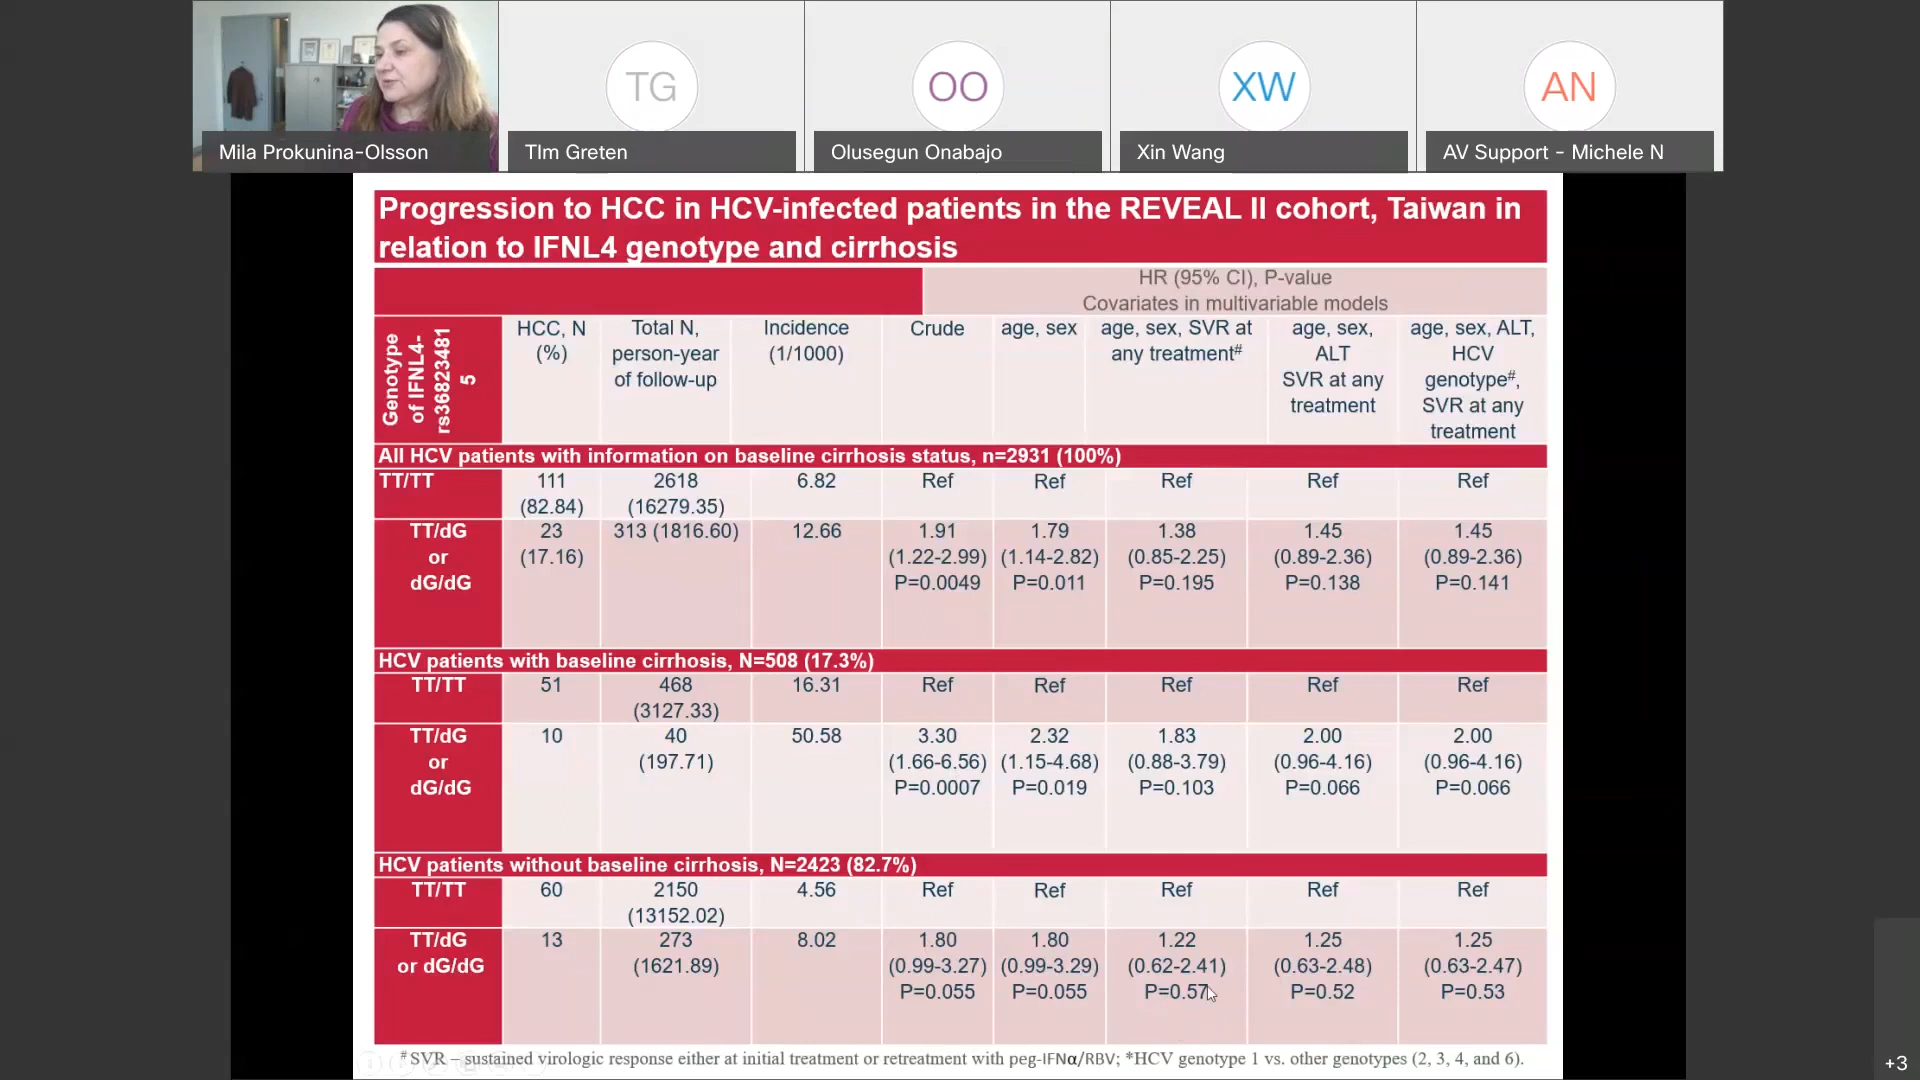 TG
OO
XW
AN
Mila Prokunina-Olsson
TIm Greten
Olusegun Onabajo
Xin Wang
AV Support - Michele N
Progression to HCC in HCV-infected patients in the REVEAL II cohort, Taiwan in
relation to IFNL4 genotype and cirrhosis
HR (95% CI), P-value
Covariates in multivariable models
Genotype
of IFNL4-
rs36823481
5
HCC, N
(%)
Total N,
person-year
of follow-up
Incidence
(1/1000)
Crude
age, sex
age, sex, SVR at
any treatment#
age, sex,
ALT
SVR at any
treatment
age, sex, ALT,
HCV
genotype#,
SVR at any
treatment
All HCV patients with information on baseline cirrhosis status, n=2931 (100%)
TT/TT 111 2618 6.82 Ref Ref Ref Ref Ref
(82.84) (16279.35)
TT/dG 23 313 (1816.60) 12.66 1.91 1.79 1.38 1.45 1.45
or (17.16) (1.22-2.99) (1.14-2.82) (0.85-2.25) (0.89-2.36) (0.89-2.36)
dG/dG P=0.0049 P=0.011 P=0.195 P=0.138 P=0.141
HCV patients with baseline cirrhosis, N=508 (17.3%)
TT/TT 51 468 16.31 Ref Ref Ref Ref Ref
(3127.33)
TT/dG 10 40 50.58 3.30 2.32 1.83 2.00 2.00
or (197.71) (1.66-6.56) (1.15-4.68) (0.88-3.79) (0.96-4.16) (0.96-4.16)
dG/dG P=0.0007 P=0.019 P=0.103 P=0.066 P=0.066
HCV patients without baseline cirrhosis, N=2423 (82.7%)
TT/TT 60 2150 4.56 Ref Ref Ref Ref Ref
(13152.02)
TT/dG 13 273 8.02 1.80 1.80 1.22 1.25 1.25
or dG/dG (1621.89) (0.99-3.27) (0.99-3.29) (0.62-2.41) (0.63-2.48) (0.63-2.47)
P=0.055 P=0.055 P=0.57 P=0.52 P=0.53
#SVR – sustained virologic response either at initial treatment or retreatment with peg-IFNα/RBV; *HCV genotype 1 vs. other genotypes (2, 3, 4, and 6).
+3